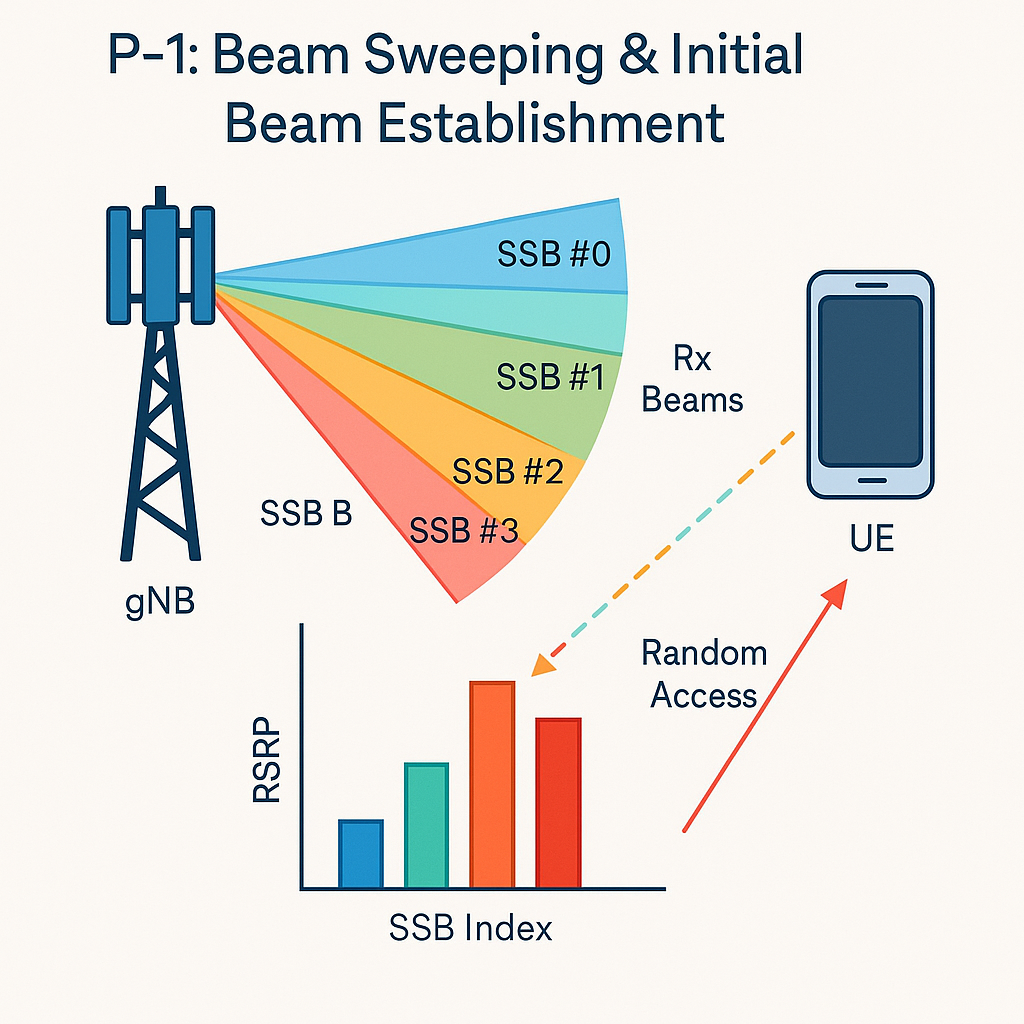 P-1: Beam Sweeping & Initial
Beam Establishment
SSB #0
SSB #1
Rx
Beams
SSB #2
SSB B
SSB #3
UE
gNB
Random
Access
RSRP
SSB Index